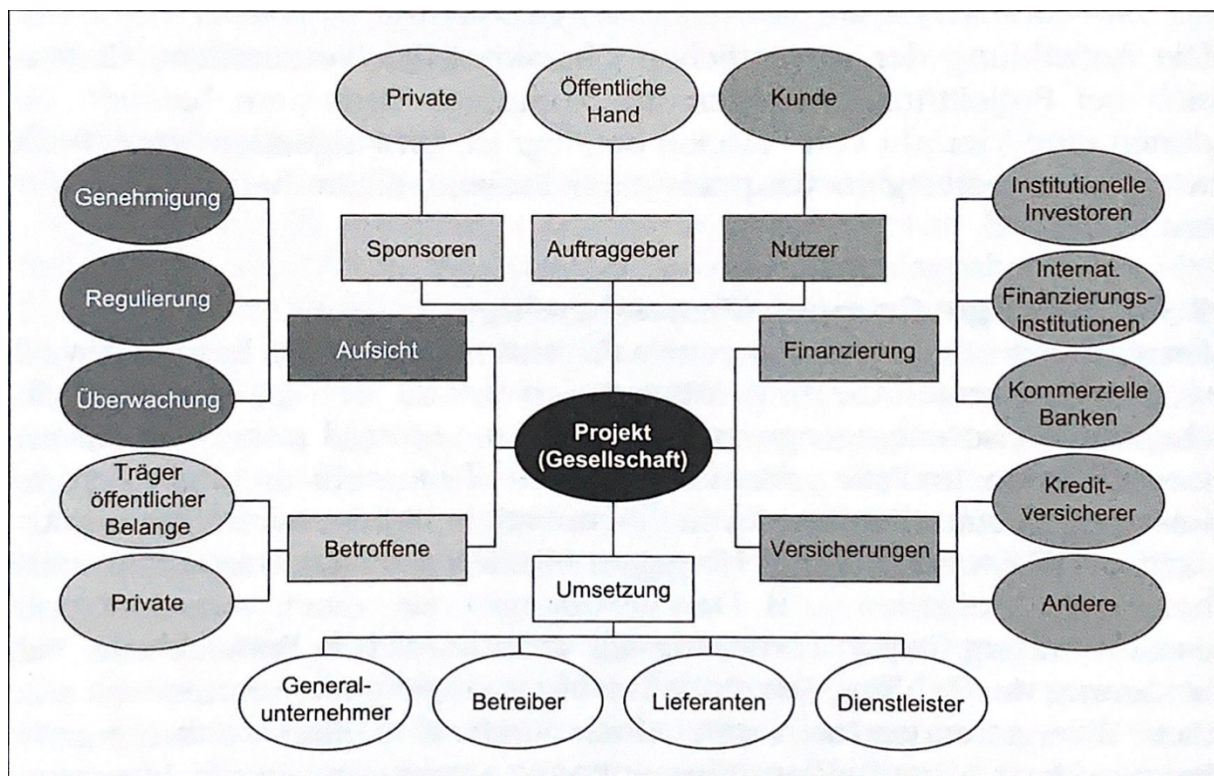 Private
Öffentliche
Hand
Kunde
Genehmigung
Institutionelle
Investoren
Sponsoren
Auftraggeber
Nutzer
Regulierung
Internat.
Finanzierungs-
institutionen
Aufsicht
Finanzierung
Überwachung
Kommerzielle
Banken
Projekt
(Gesellschaft)
Träger
öffentlicher
Belange
Kredit-
versicherer
Betroffene
Versicherungen
Umsetzung
Private
Andere
General-
unternehmer
Betreiber
Lieferanten
Dienstleister